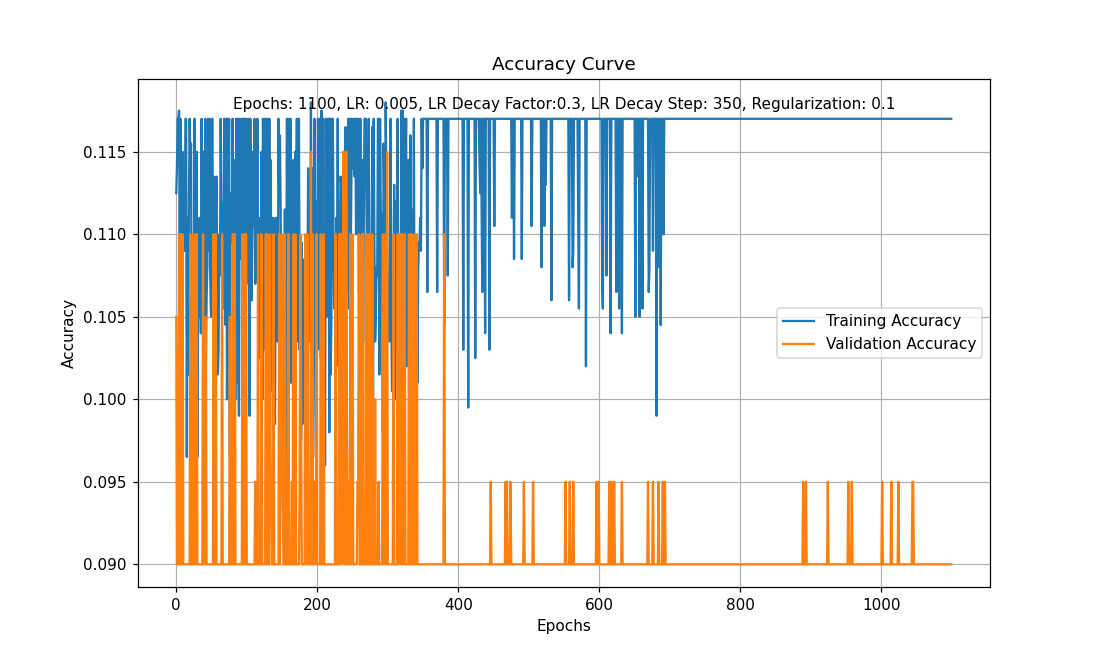 Accuracy Curve
Epochs: 1100, LR: 0.005, LR Decay Factor:0.3, LR Decay Step: 350, Regularization: 0.1
0.115
0.110
0.105
0.100
0.095
0.090
Accuracy
Training Accuracy
Validation Accuracy
0 200 400 600 800 1000
Epochs